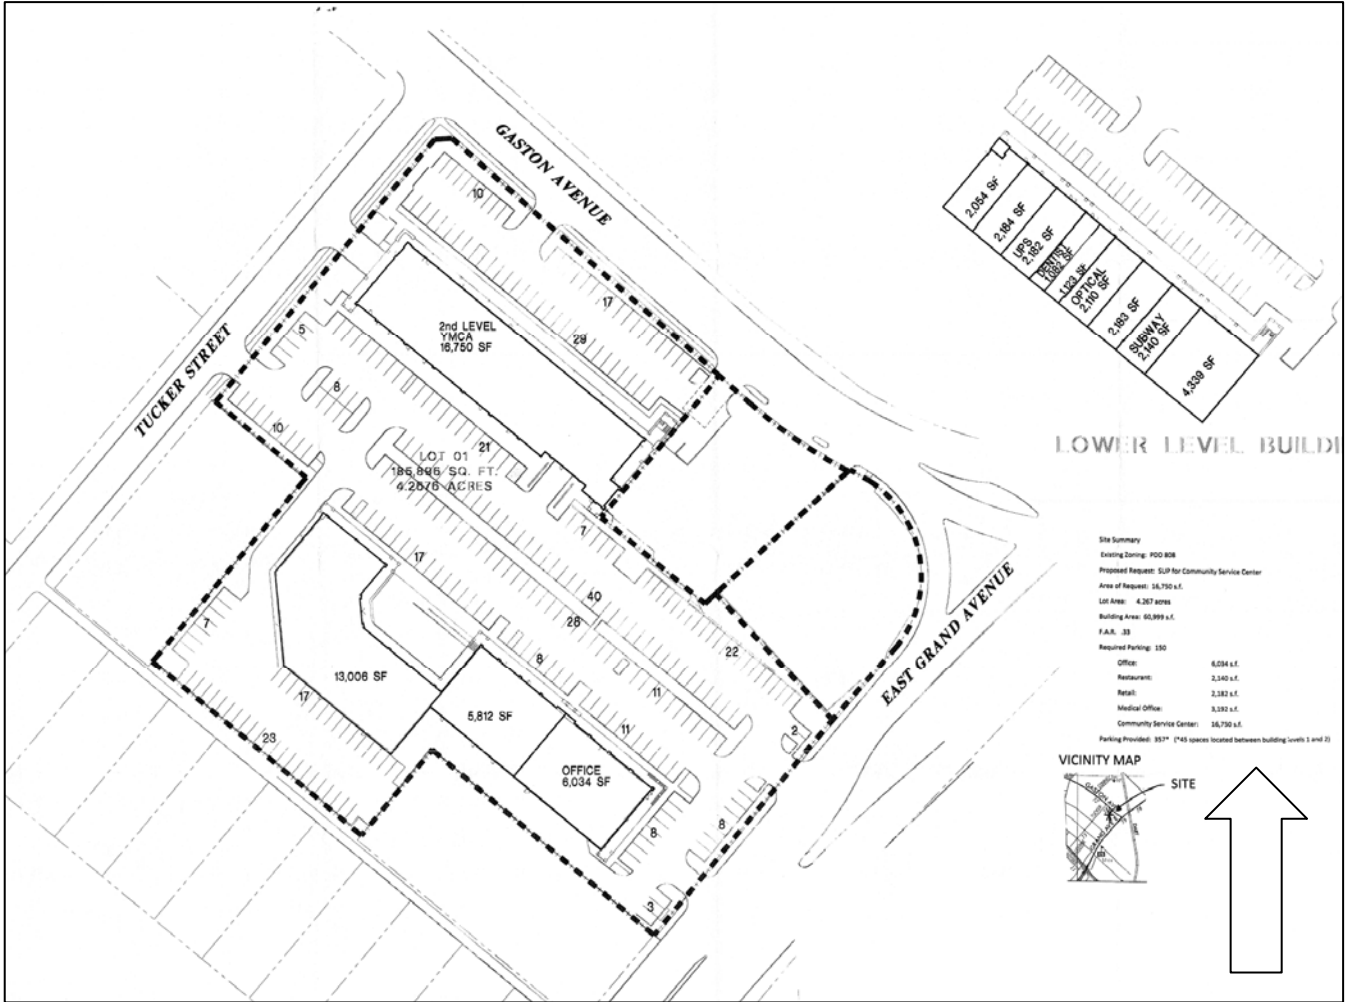 GASTON AVENUE
TUCKER STREET
EAST GRAND AVENUE
10
17
29
5
8
10
21
2nd LEVEL
YMCA
16,750 SF
LOT 01
185,896 SQ. FT.
4.2676 ACRES
7
17
40
26
22
8
11
11
2
7
17
23
13,006 SF
5,812 SF
OFFICE
6,034 SF
8
8
3
2,054 SF
2,184 SF
UPS
2,182 SF
DENTIST
1,082 SF
1,123 SF
OPTICAL
2,110 SF
2,183 SF
SUBWAY
2,140 SF
4,339 SF
LOWER LEVEL BUILDI
Site Summary
Existing Zoning: PDD 808
Proposed Request: SUP for Community Service Center
Area of Request: 16,750 s.f.
Lot Area: 4.267 acres
Building Area: 60,999 s.f.
F.A.R. .33
Required Parking: 150
Office: 6,034 s.f.
Restaurant: 2,140 s.f.
Retail: 2,182 s.f.
Medical Office: 3,192 s.f.
Community Service Center: 16,750 s.f.
Parking Provided: 357* (*45 spaces located between building levels 1 and 2)
VICINITY MAP
SITE